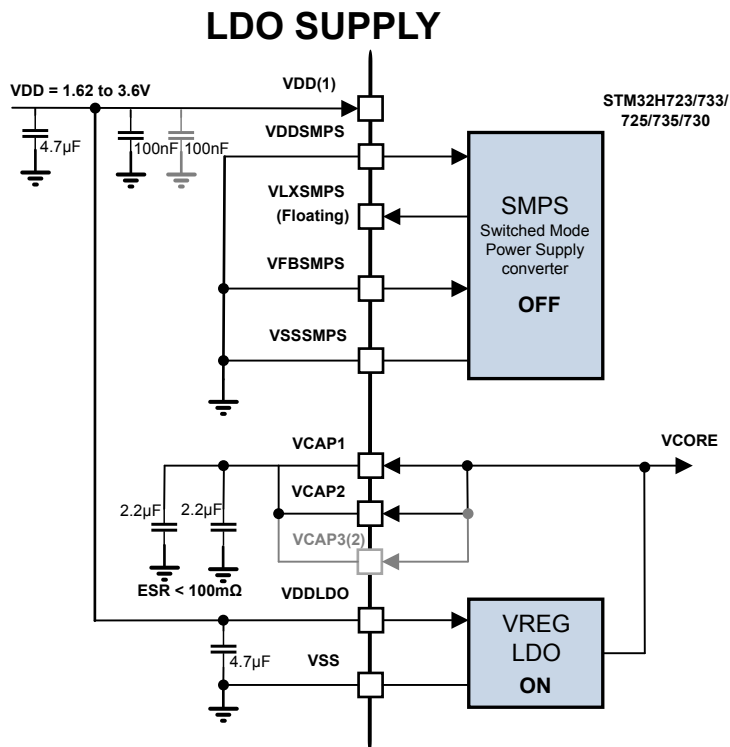 LDO SUPPLY
VDD = 1.62 to 3.6V
VDD(1)
STM32H723/733/
725/735/730
4.7µF
100nF
100nF
VDDSMPS
VLXSMPS
(Floating)
VFBSMPS
VSSSMPS
SMPS
Switched Mode
Power Supply
converter
OFF
VCAP1
VCORE
VCAP2
2.2µF
2.2µF
VCAP3(2)
ESR < 100mΩ
VDDLDO
VREG
LDO
ON
4.7µF
VSS